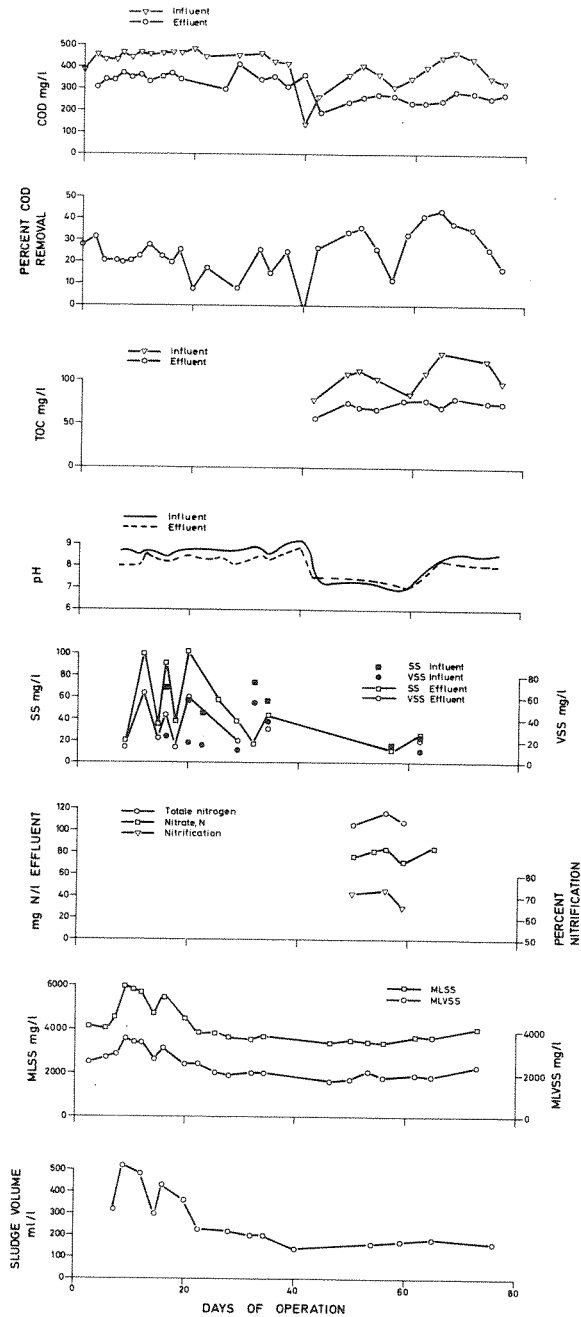 Influent
Effluent
COD mg/l
500
400
300
200
100
0
PERCENT COD
REMOVAL
50
40
30
20
10
0
Influent
Effluent
TOC mg/l
100
50
0
Influent
Effluent
pH
9
8
7
6
SS mg/l
100
80
60
40
20
0
SS Influent
VSS Influent
SS Effluent
VSS Effluent
80
60
40
20
0
VSS mg/l
mg N/l EFFLUENT
120
100
80
60
40
20
0
Totale nitrogen
Nitrate, N
Nitrification
80
70
60
50
PERCENT
NITRIFICATION
MLSS mg/l
6000
4000
2000
0
MLSS
MLVSS
4000
2000
0
MLVSS mg/l
SLUDGE VOLUME
ml/l
500
400
300
200
100
0
0
20
40
60
80
DAYS OF OPERATION